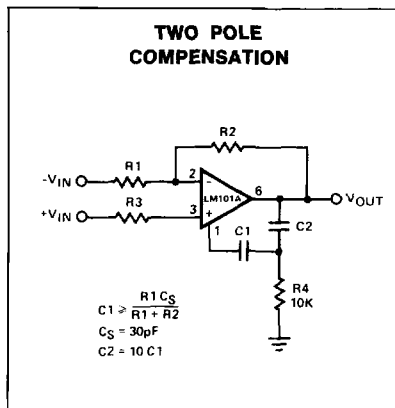 TWO POLE
COMPENSATION
R2
R1
-VIN
2
-
LM101A
6
VOUT
+VIN
R3
3
+
1
C1
C2
R4
10K
C1 ⩾ R1 CS
R1 + R2
CS = 30pF
C2 = 10 C1